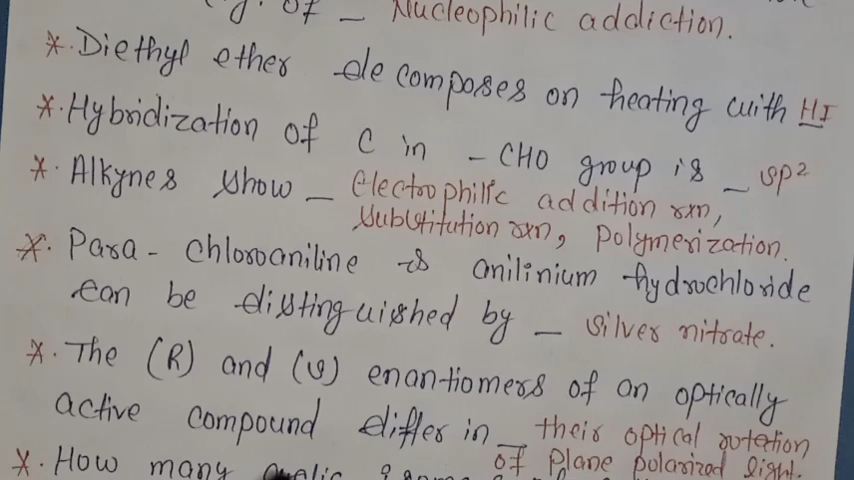 of _ Nucleophilic addiction.
*. Diethyl ether decomposes on heating with HI
*. Hybridization of C in - CHO group is _ sp²
*. Alkynes show _ Electrophilic addition rxn,
substitution rxn, polymerization.
*. Para - chloroaniline & anilinium hydrochloride
can be distinguished by _ silver nitrate.
*. The (R) and (S) enantiomers of an optically
active compound differ in _ their optical rotation
of Plane polarized light.
*. How many